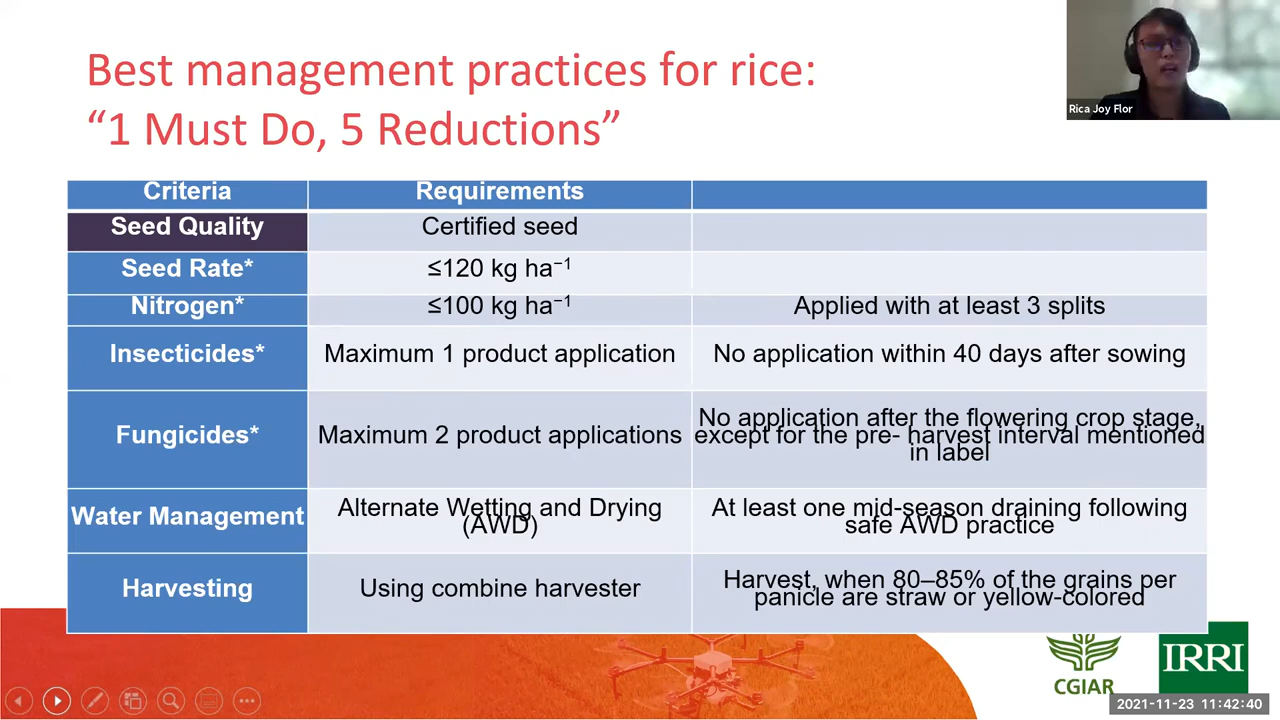 Best management practices for rice:
“1 Must Do, 5 Reductions”
Rica Joy Flor
Criteria
Requirements
Seed Quality
Certified seed
Seed Rate*
≤120 kg ha⁻¹
Nitrogen*
≤100 kg ha⁻¹
Applied with at least 3 splits
Insecticides*
Maximum 1 product application
No application within 40 days after sowing
Fungicides*
Maximum 2 product applications
No application after the flowering crop stage,
except for the pre- harvest interval mentioned
in label
Water Management
Alternate Wetting and Drying
(AWD)
At least one mid-season draining following
safe AWD practice
Harvesting
Using combine harvester
Harvest, when 80–85% of the grains per
panicle are straw or yellow-colored
CGIAR
IRRI
2021-11-23 11:42:40